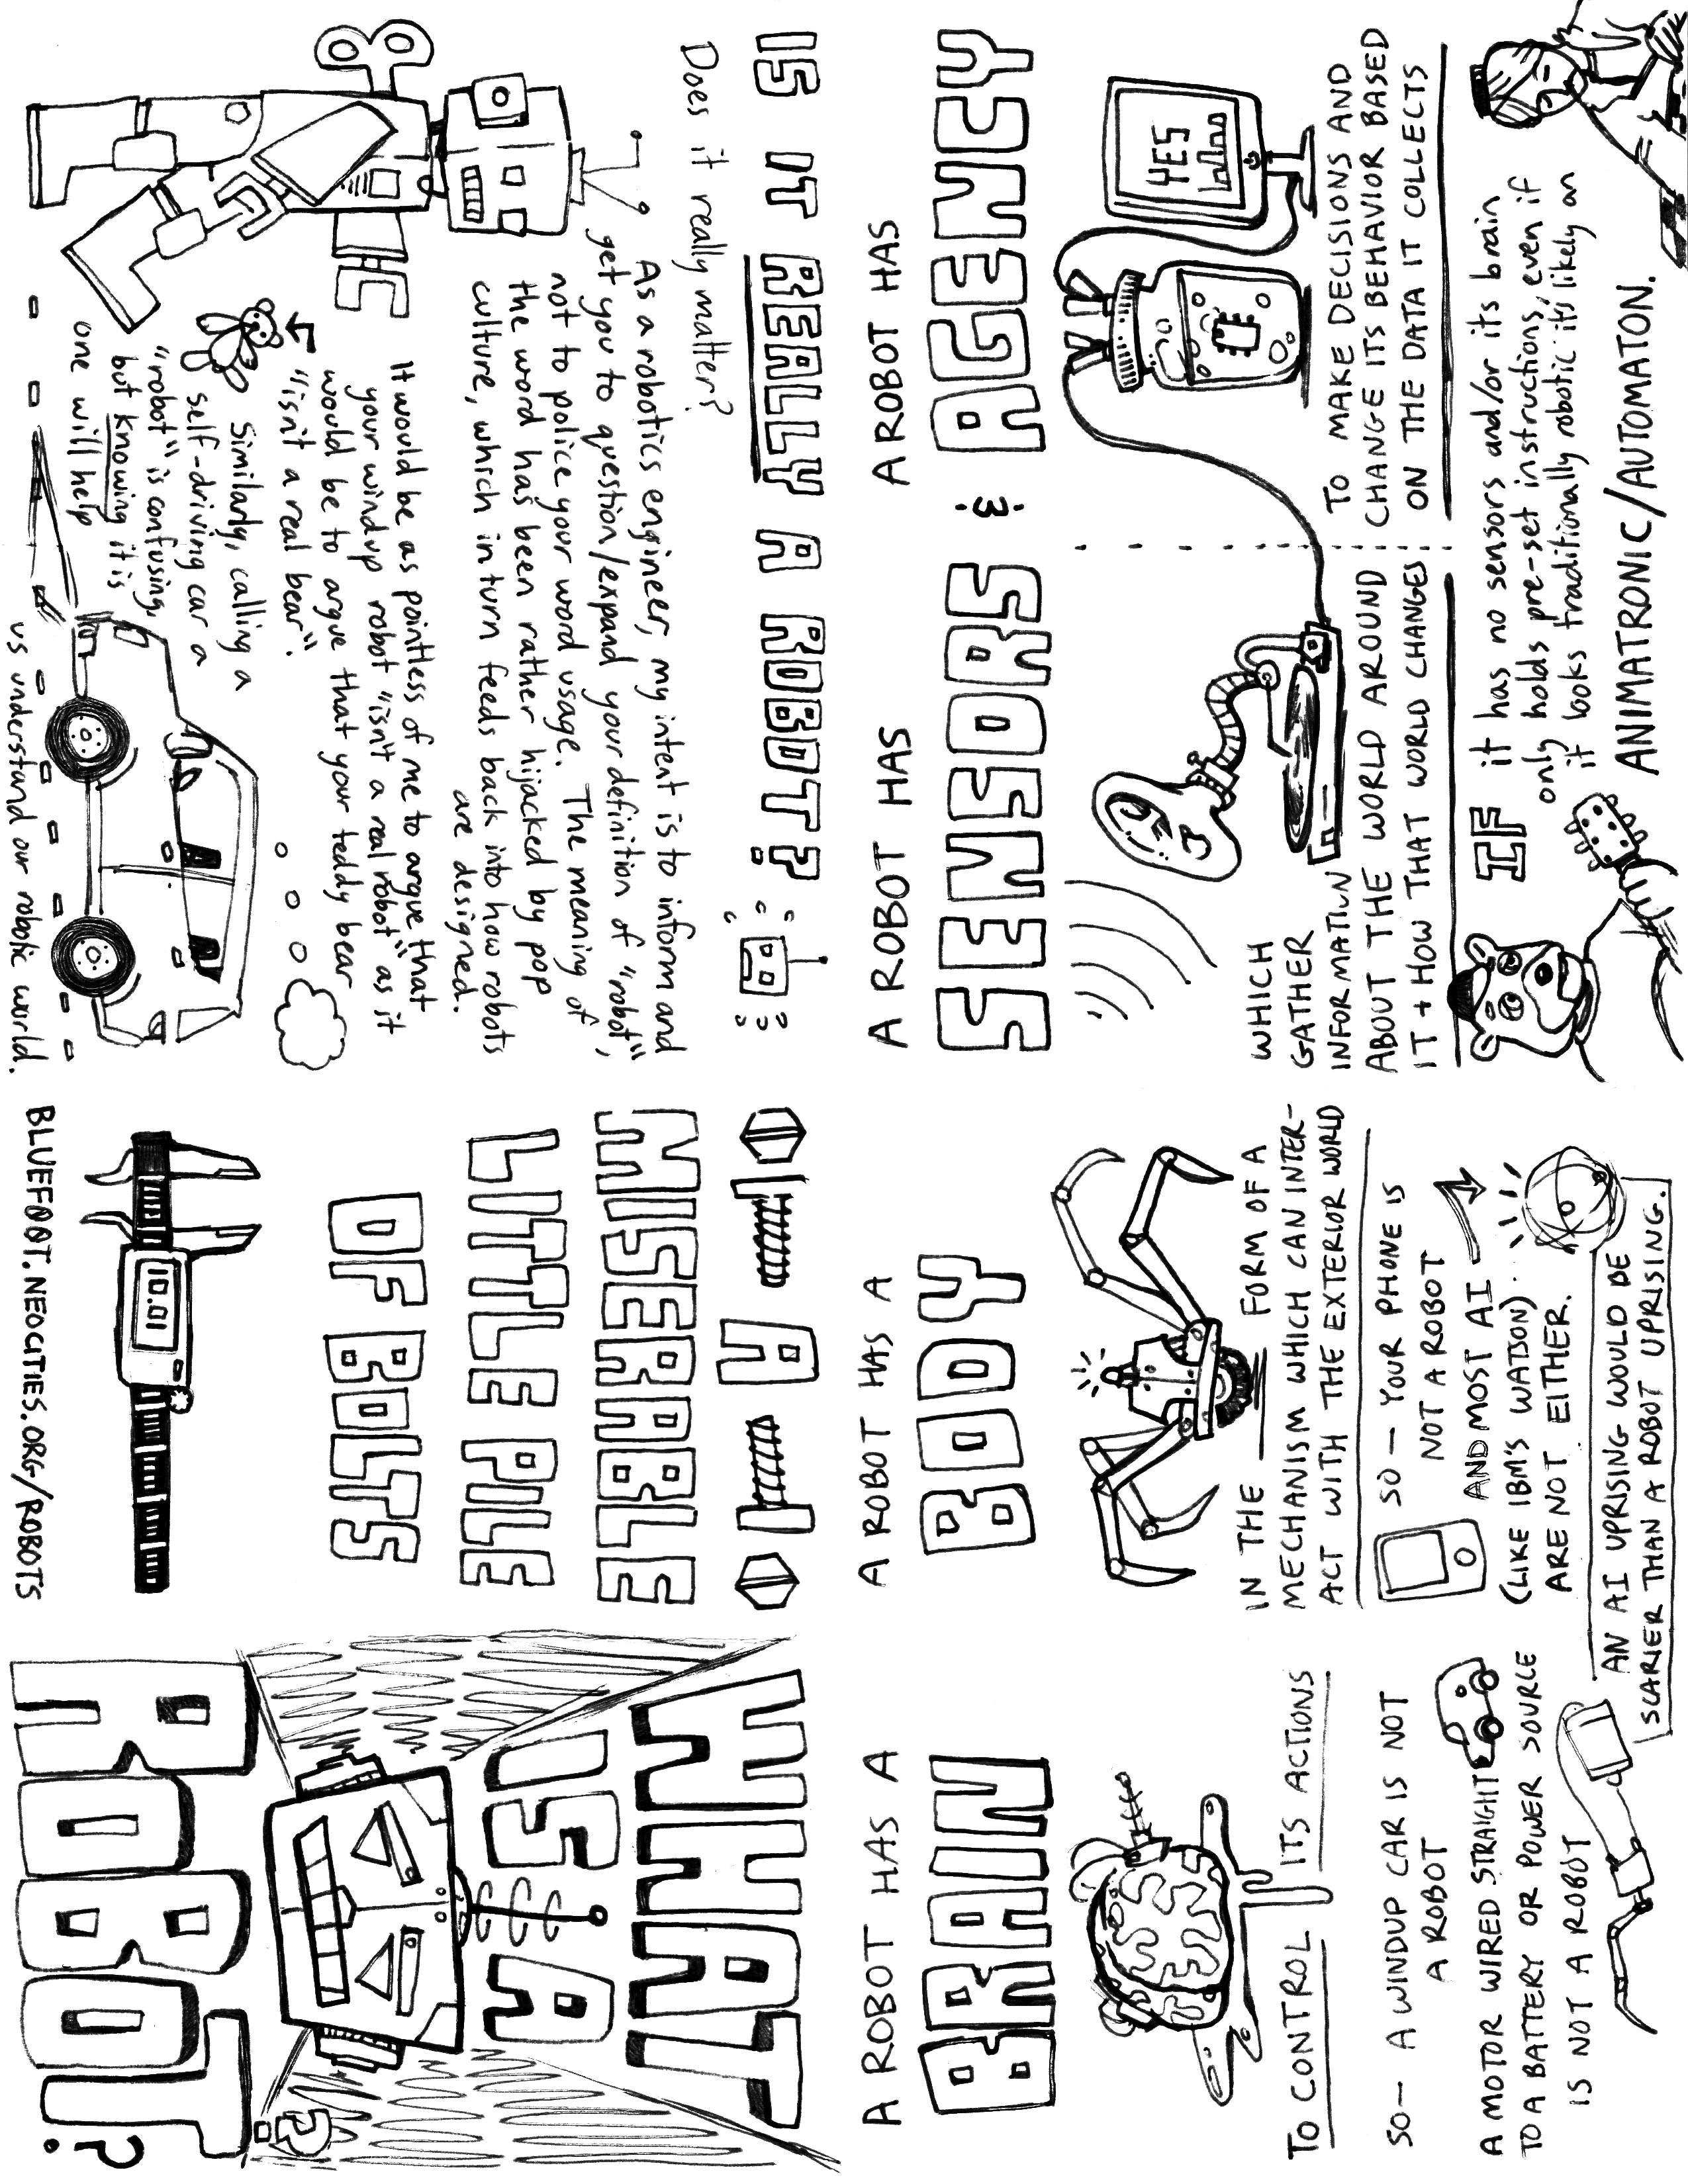 WHAT
IS A
ROBOT?
A ROBOT HAS A
BRAIN
TO CONTROL ITS ACTIONS
SO— A WINDUP CAR IS NOT
A ROBOT
A MOTOR WIRED STRAIGHT
TO A BATTERY OR POWER SOURCE
IS NOT A ROBOT
A ROBOT HAS A
BODY
IN THE FORM OF A
MECHANISM WHICH CAN INTER-
ACT WITH THE EXTERIOR WORLD
SO — YOUR PHONE IS
NOT A ROBOT
AND MOST AI
(LIKE IBM'S WATSON)
ARE NOT EITHER.
AN AI UPRISING WOULD BE
SCARIER THAN A ROBOT UPRISING.
A ROBOT HAS
SENSORS &
WHICH
GATHER
INFORMATION
ABOUT THE WORLD AROUND
IT + HOW THAT WORLD CHANGES
A ROBOT HAS
AGENCY
YES
TO MAKE DECISIONS AND
CHANGE ITS BEHAVIOR BASED
ON THE DATA IT COLLECTS
IF it has no sensors and/or its brain
only holds pre-set instructions, even if
it looks traditionally robotic its likely an
ANIMATRONIC/AUTOMATON.
IS IT REALLY A ROBOT?
Does it really matter?
As a robotics engineer, my intent is to inform and
get you to question/expand your definition of "robot",
not to police your word usage. The meaning of
the word has been rather hijacked by pop
culture, which in turn feeds back into how robots
are designed.
It would be as pointless of me to argue that
your windup robot "isn't a real robot" as it
would be to argue that your teddy bear
"isn't a real bear".
Similarly, calling a
self-driving car a
"robot" is confusing,
but knowing it is
one will help
us understand our robotic world.
A
MISERABLE
LITTLE PILE
OF BOLTS
10.01
BLUEFOOT.NEOCITIES.ORG/ROBOTS